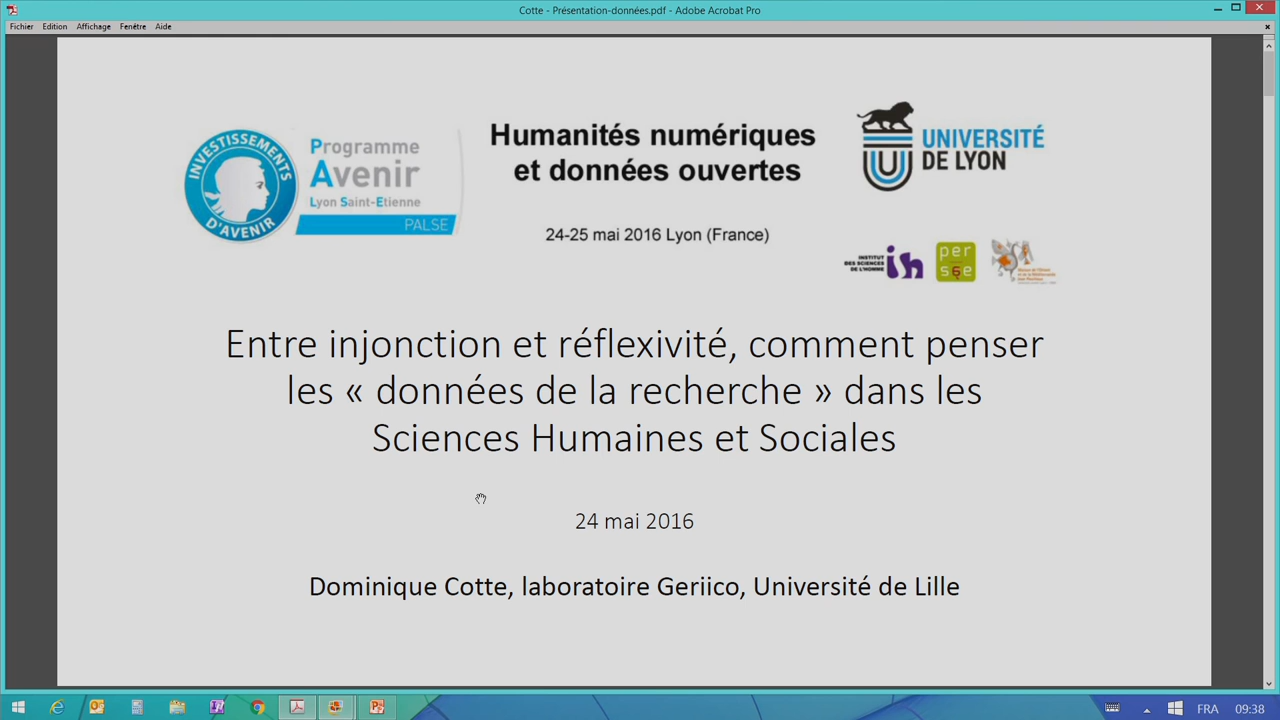 Cotte - Présentation-données.pdf - Adobe Acrobat Pro
Fichier Edition Affichage Fenêtre Aide
INVESTISSEMENTS D'AVENIR
Programme
Avenir
Lyon Saint-Etienne
PALSE
Humanités numériques
et données ouvertes
24-25 mai 2016 Lyon (France)
UNIVERSITÉ
DE LYON
INSTITUT
DES SCIENCES
DE L'HOMME
ish
per
sée
Entre injonction et réflexivité, comment penser
les « données de la recherche » dans les
Sciences Humaines et Sociales
24 mai 2016
Dominique Cotte, laboratoire Geriico, Université de Lille
FRA 09:38